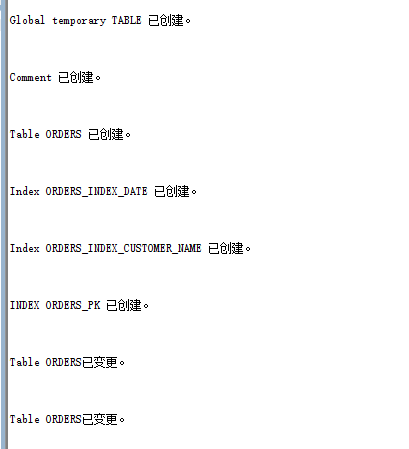 Global temporary TABLE 已创建。
Comment 已创建。
Table ORDERS 已创建。
Index ORDERS_INDEX_DATE 已创建。
Index ORDERS_INDEX_CUSTOMER_NAME 已创建。
INDEX ORDERS_PK 已创建。
Table ORDERS已变更。
Table ORDERS已变更。